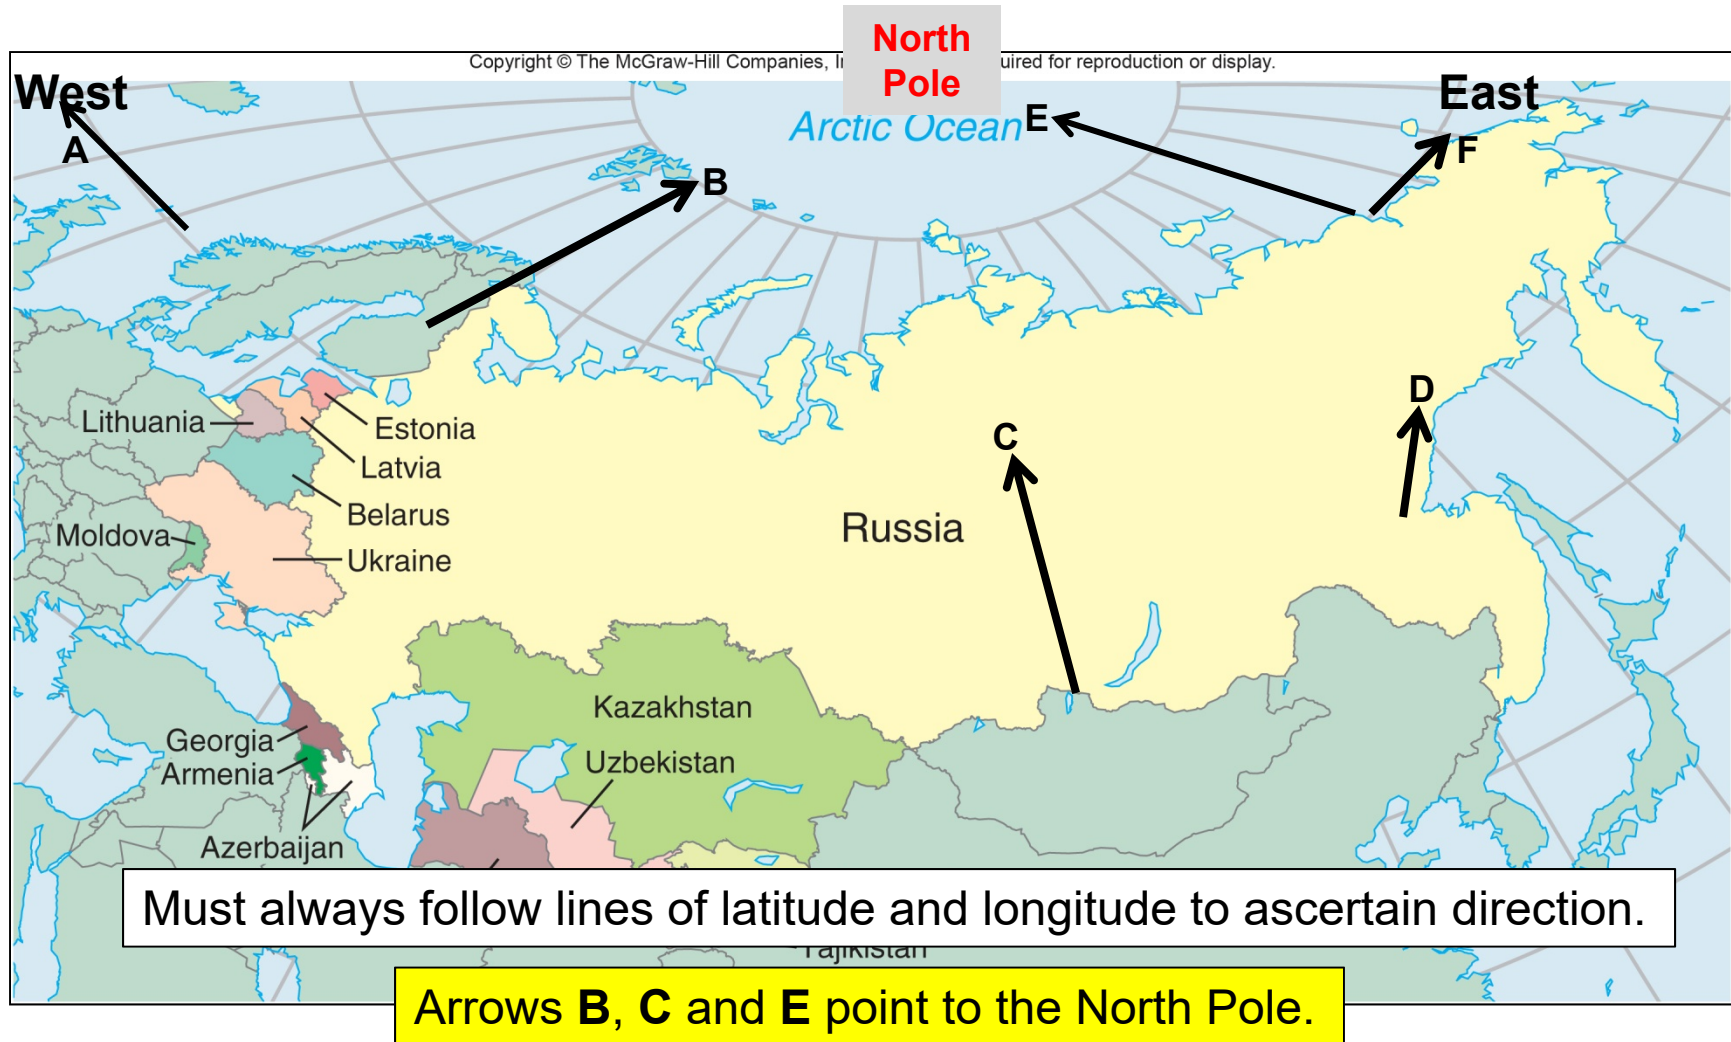 North
Pole
Copyright © The McGraw-Hill Companies, I uired for reproduction or display.
West
East
Arctic Ocean
E
A
F
B
D
C
Lithuania
Estonia
Latvia
Belarus
Moldova
Ukraine
Russia
Kazakhstan
Georgia
Uzbekistan
Armenia
Azerbaijan
Must always follow lines of latitude and longitude to ascertain direction.
Tajikistan
Arrows B, C and E point to the North Pole.